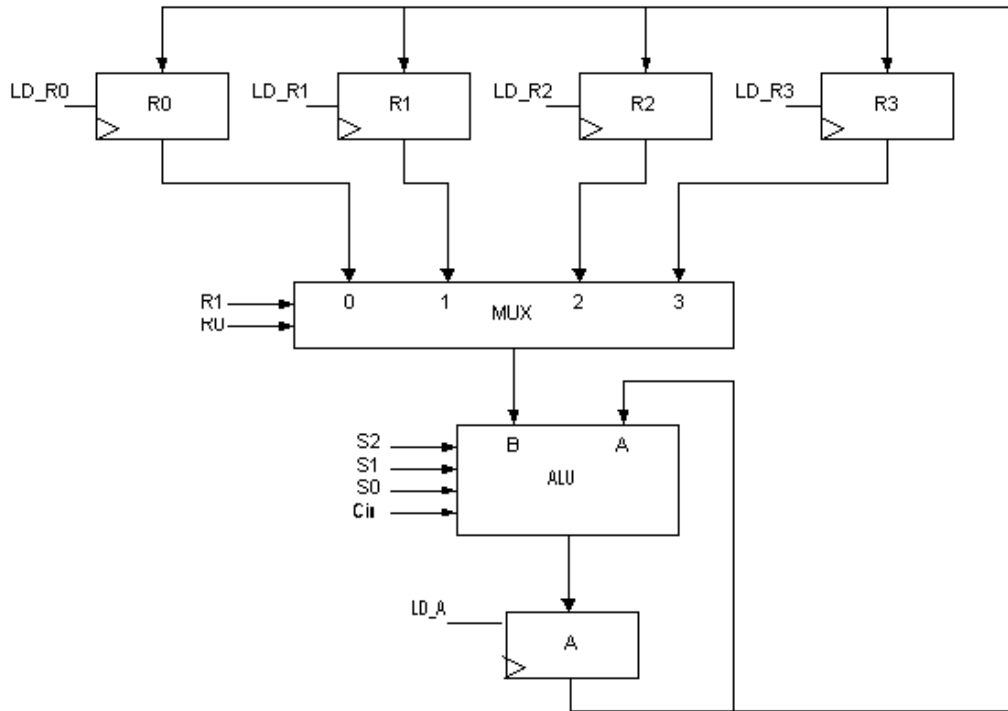 LD_R0
R0
LD_R1
R1
LD_R2
R2
LD_R3
R3
R1
R0
0
1
2
3
MUX
S2
S1
S0
Cin
B
A
ALU
LD_A
A